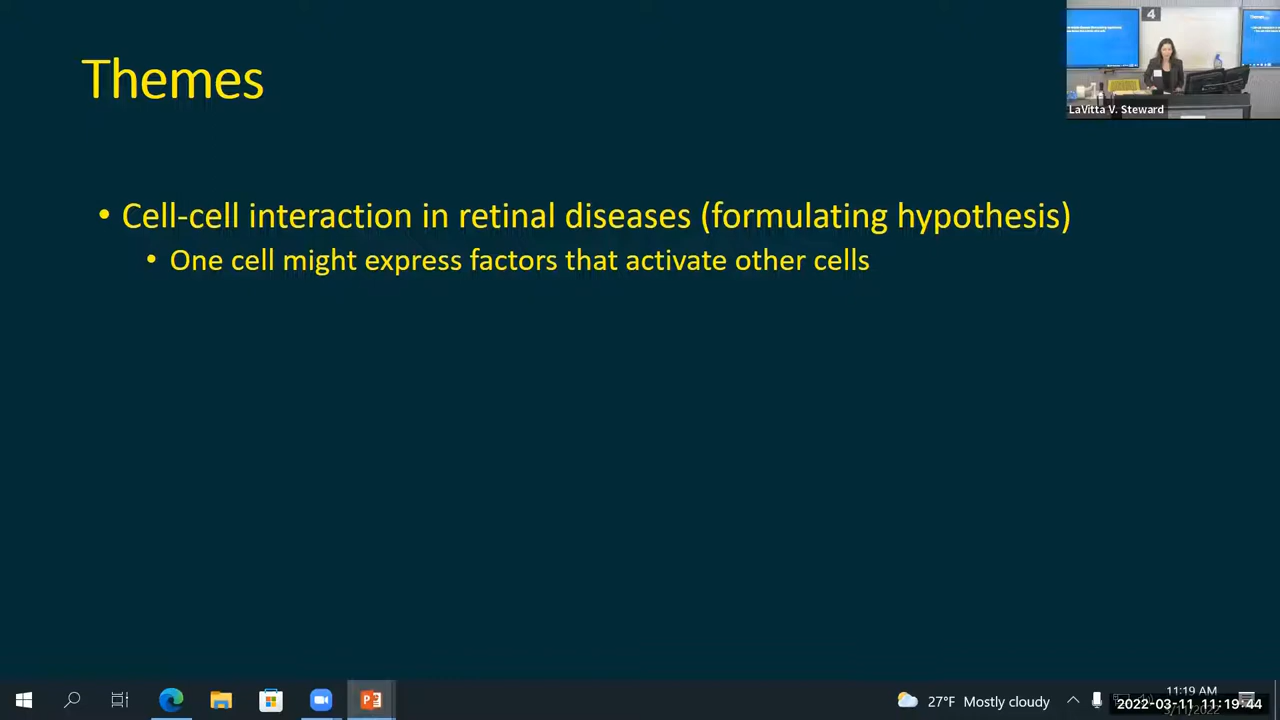 Themes
4
LaVitta V. Steward
• Cell-cell interaction in retinal diseases (formulating hypothesis)
• One cell might express factors that activate other cells
27°F Mostly cloudy
11:19 AM
2022-03-11 11:19:44